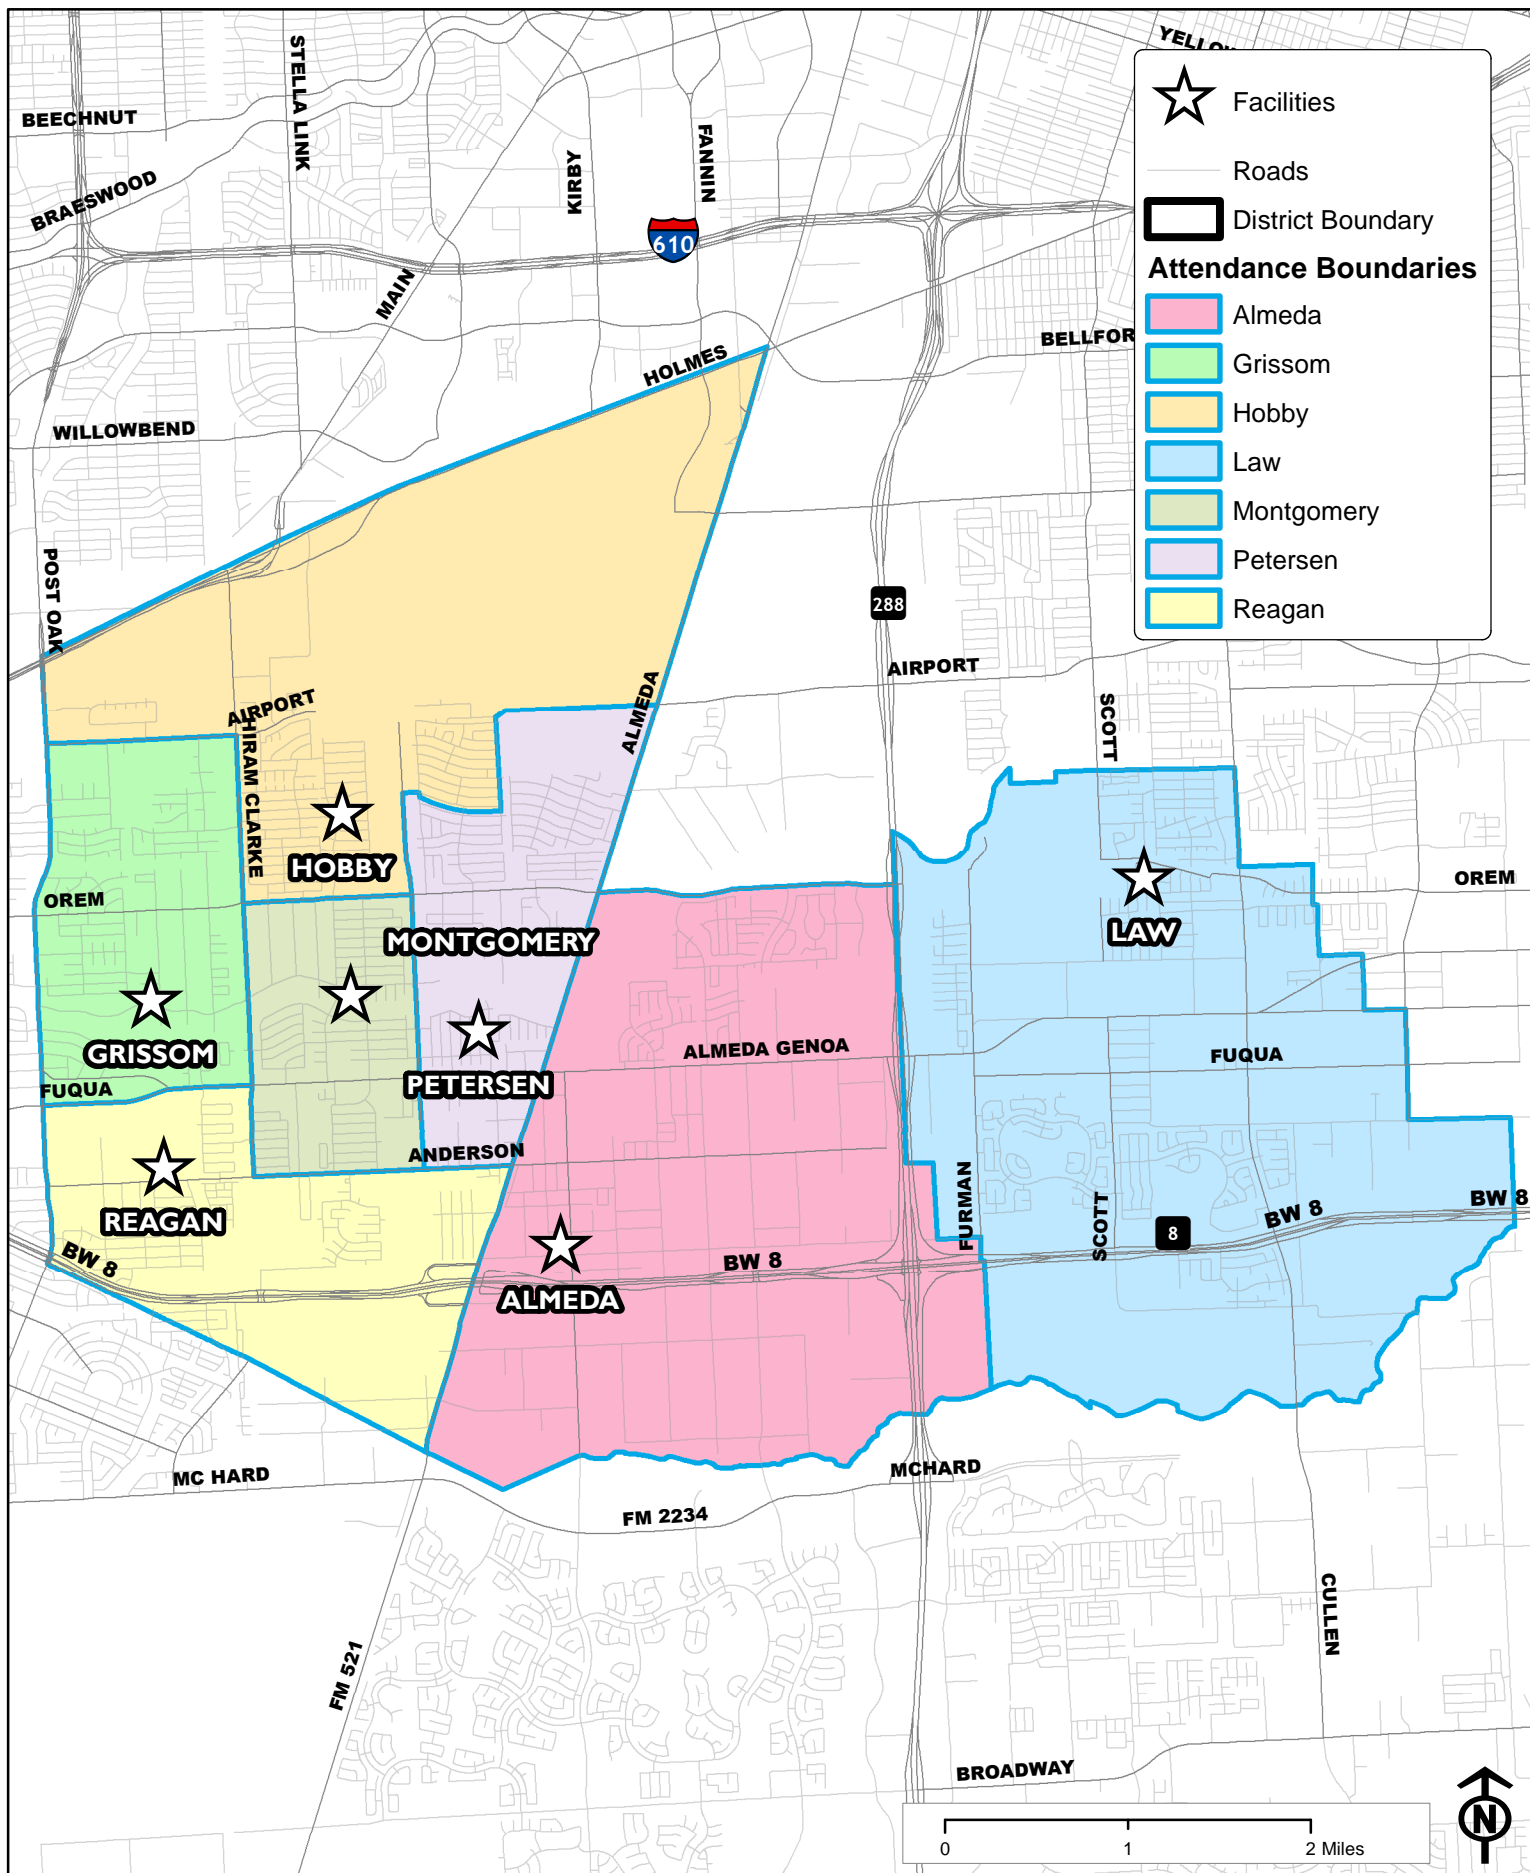 YELLOW
STELLA LINK
BEECHNUT
FANNIN
KIRBY
BRAESWOOD
610
MAIN
HOLMES
BELLFOR
WILLOWBEND
Facilities
Roads
District Boundary
Attendance Boundaries
Almeda
Grissom
Hobby
Law
Montgomery
Petersen
Reagan
POST OAK
288
AIRPORT
AIRPORT
ALMEDA
SCOTT
HIRAM CLARKE
HOBBY
OREM
OREM
LAW
MONTGOMERY
GRISSOM
ALMEDA GENOA
FUQUA
FUQUA
PETERSEN
ANDERSON
REAGAN
FURMAN
SCOTT
8
BW 8
BW 8
BW 8
BW 8
ALMEDA
MC HARD
MCHARD
FM 2234
CULLEN
FM 521
BROADWAY
0 1 2 Miles
N